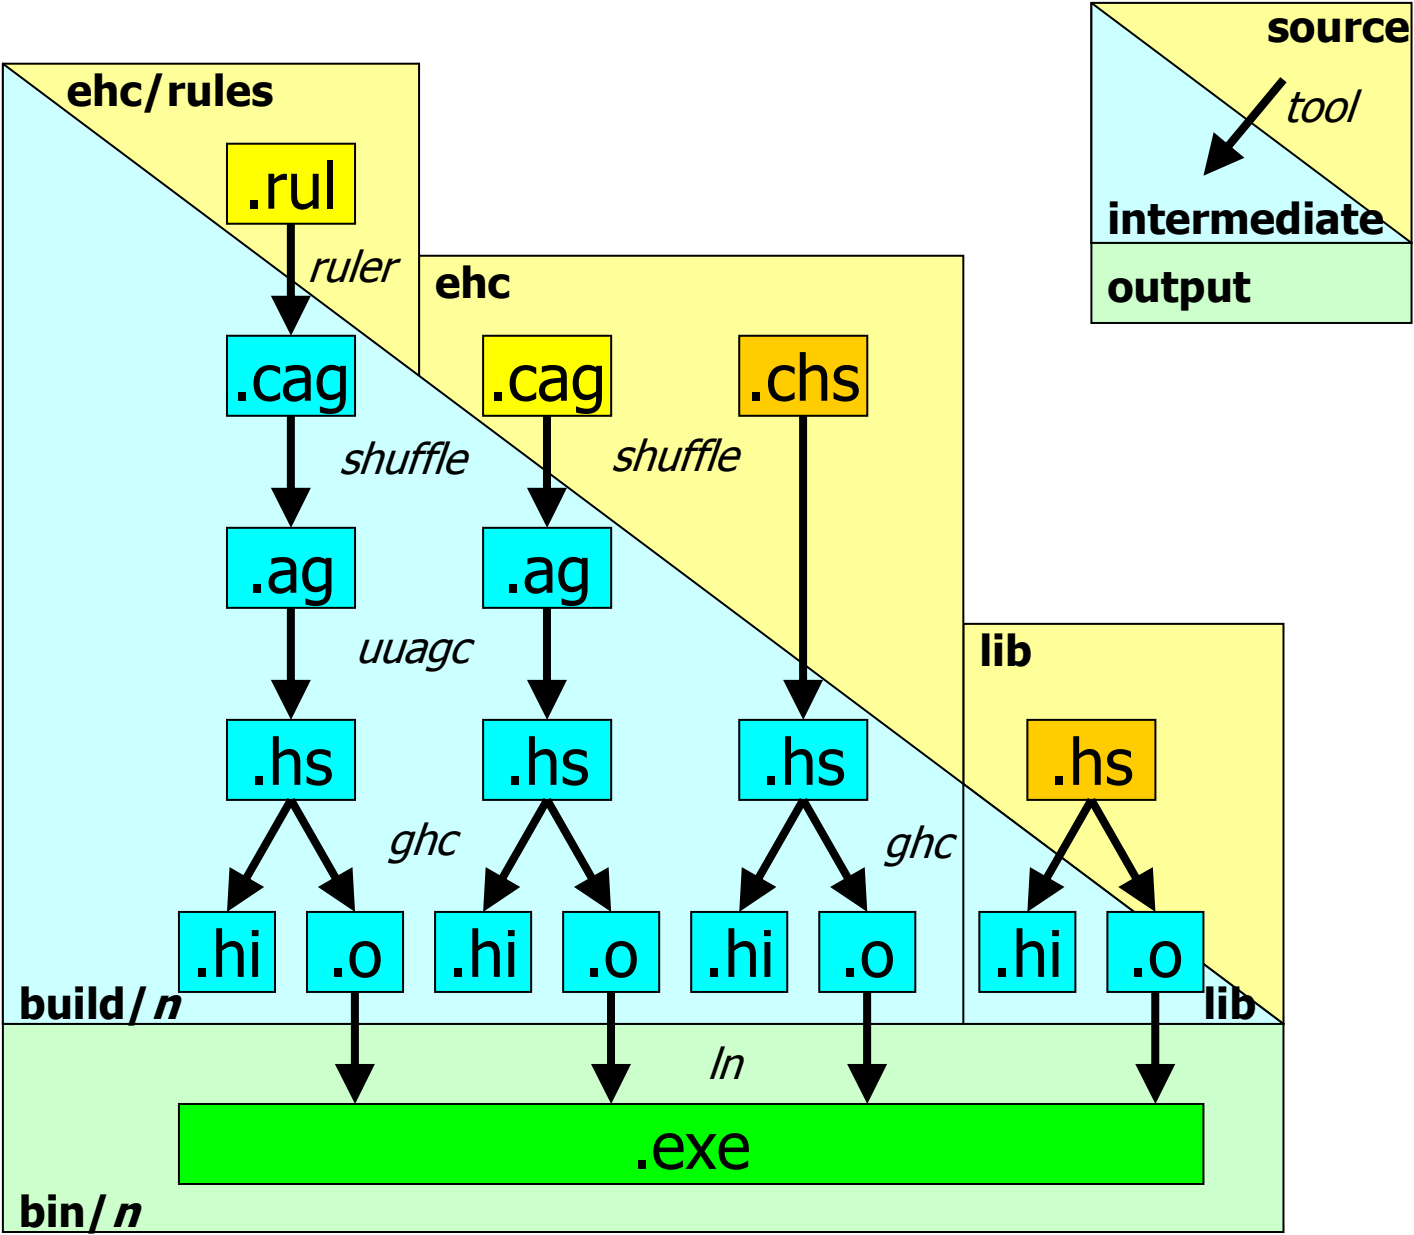 source
tool
intermediate
output
ehc/rules
.rul
ruler
ehc
.cag
.cag
.chs
shuffle
shuffle
.ag
.ag
uuagc
lib
.hs
.hs
.hs
.hs
ghc
ghc
.hi
.o
.hi
.o
.hi
.o
.hi
.o
build/n
lib
ln
.exe
bin/n